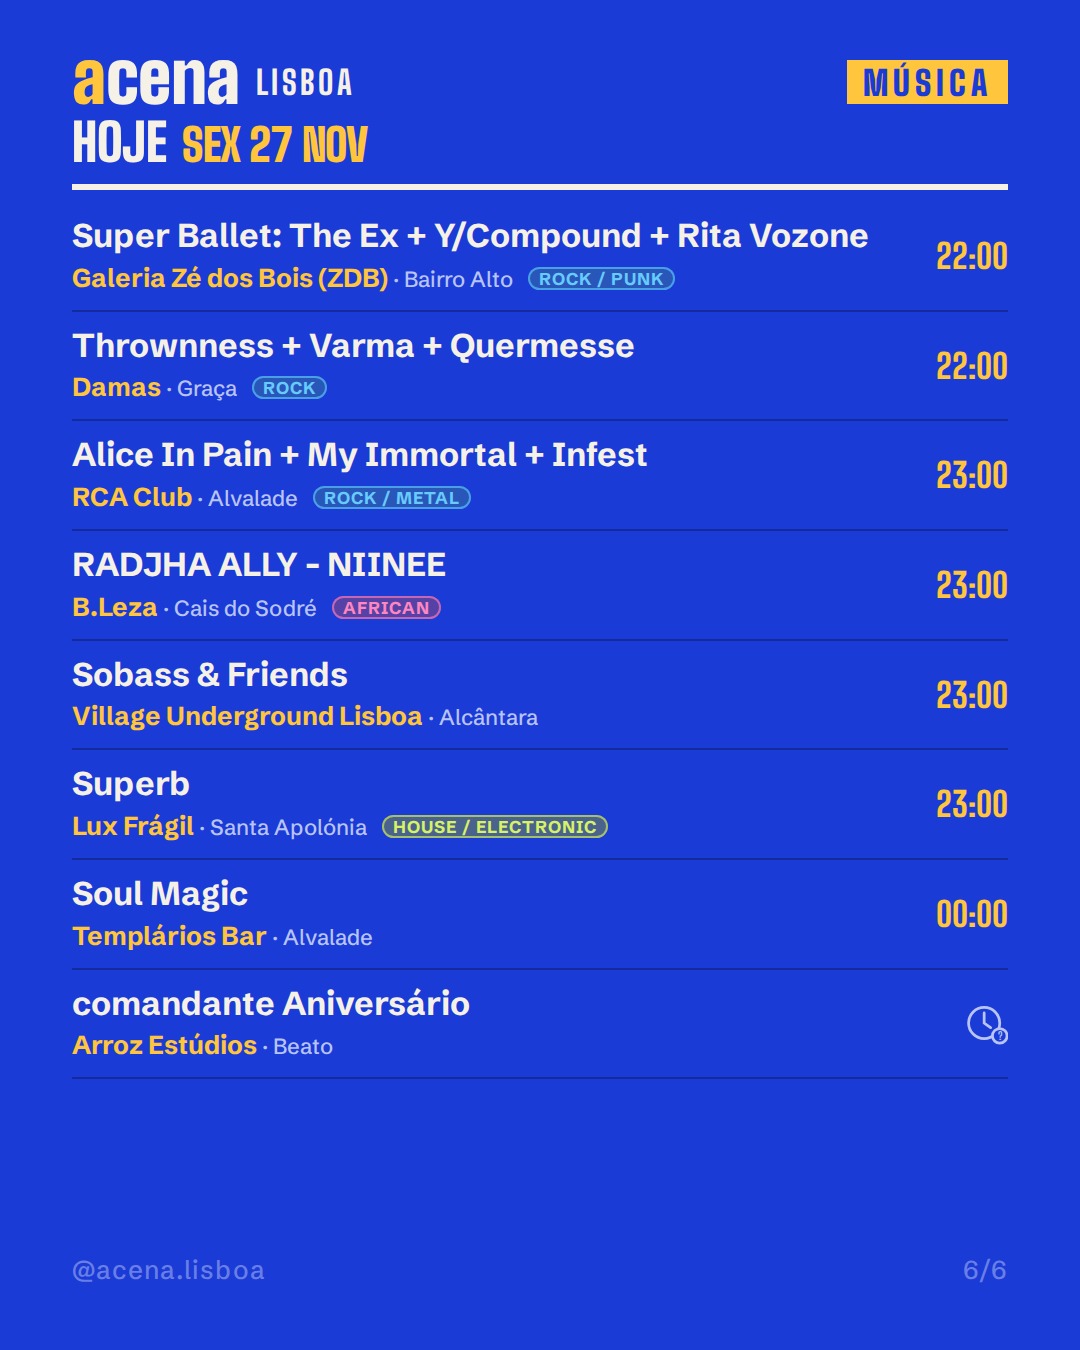 acena LISBOA
MÚSICA
HOJE SEX 27 NOV
Super Ballet: The Ex + Y/Compound + Rita Vozone
22:00
Galeria Zé dos Bois (ZDB) · Bairro Alto ROCK / PUNK
Thrownness + Varma + Quermesse
22:00
Damas · Graça ROCK
Alice In Pain + My Immortal + Infest
23:00
RCA Club · Alvalade ROCK / METAL
RADJHA ALLY – NIINEE
23:00
B.Leza · Cais do Sodré AFRICAN
Sobass & Friends
23:00
Village Underground Lisboa · Alcântara
Superb
23:00
Lux Frágil · Santa Apolónia HOUSE / ELECTRONIC
Soul Magic
00:00
Templários Bar · Alvalade
comandante Aniversário
?
Arroz Estúdios · Beato
@acena.lisboa
6/6